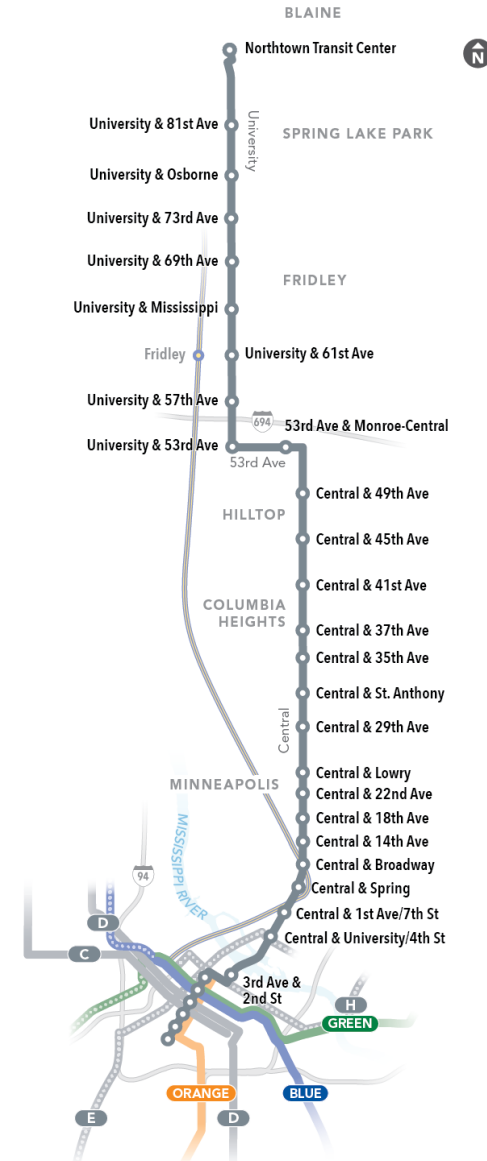 BLAINE
Northtown Transit Center
N
University & 81st Ave
University
SPRING LAKE PARK
University & Osborne
University & 73rd Ave
University & 69th Ave
FRIDLEY
University & Mississippi
Fridley
University & 61st Ave
University & 57th Ave
694
53rd Ave & Monroe-Central
University & 53rd Ave
53rd Ave
Central & 49th Ave
HILLTOP
Central & 45th Ave
Central & 41st Ave
COLUMBIA
HEIGHTS
Central & 37th Ave
Central & 35th Ave
Central & St. Anthony
Central
Central & 29th Ave
Central & Lowry
MINNEAPOLIS
Central & 22nd Ave
Central & 18th Ave
Central & 14th Ave
MISSISSIPPI RIVER
Central & Broadway
94
Central & Spring
Central & 1st Ave/7th St
D
Central & University/4th St
C
3rd Ave &
2nd St
H
GREEN
ORANGE
BLUE
E
D